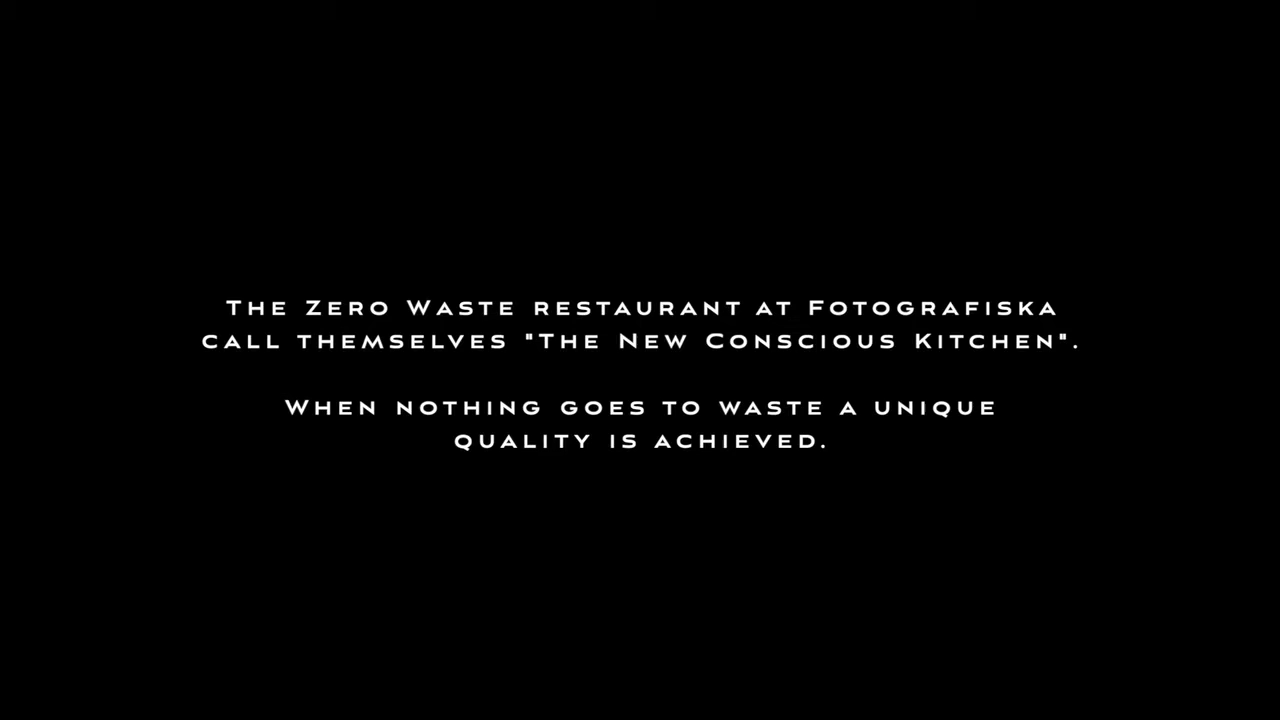 The Zero Waste restaurant at Fotografiska
call themselves "The New Conscious Kitchen".
When nothing goes to waste a unique
quality is achieved.